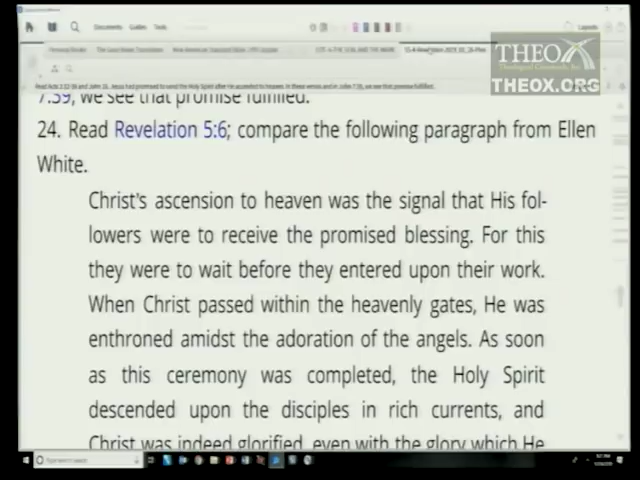 Documents Guides Tools
Layouts
THEOX
THEOX.ORG
7:39, we see that promise fulfilled.
24. Read Revelation 5:6; compare the following paragraph from Ellen
White.
Christ's ascension to heaven was the signal that His fol-
lowers were to receive the promised blessing. For this
they were to wait before they entered upon their work.
When Christ passed within the heavenly gates, He was
enthroned amidst the adoration of the angels. As soon
as this ceremony was completed, the Holy Spirit
descended upon the disciples in rich currents, and
Christ was indeed glorified, even with the glory which He